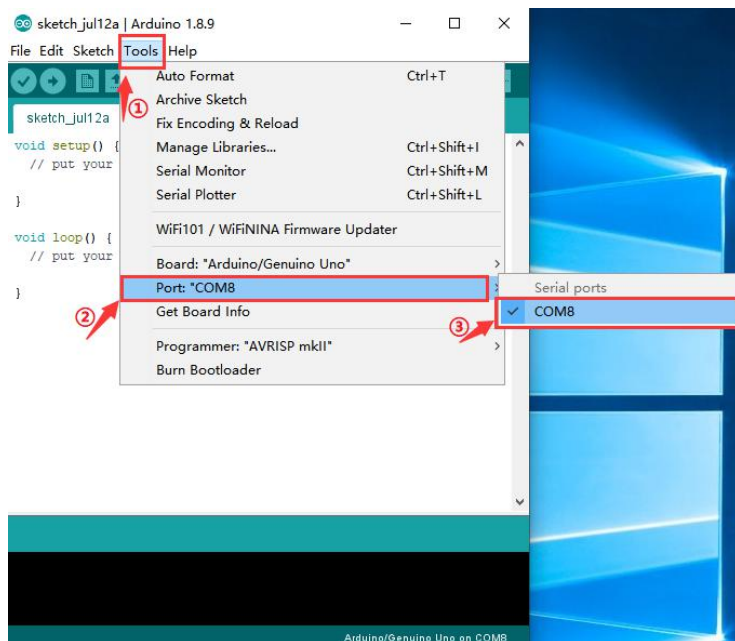 sketch_jul12a | Arduino 1.8.9
File Edit Sketch Tools Help
①
sketch_jul12a
void setup() {
// put your
}
void loop() {
// put your
}
Auto Format Ctrl+T
Archive Sketch
Fix Encoding & Reload
Manage Libraries... Ctrl+Shift+I
Serial Monitor Ctrl+Shift+M
Serial Plotter Ctrl+Shift+L
WiFi101 / WiFiNINA Firmware Updater
Board: "Arduino/Genuino Uno"
Port: "COM8
②
Get Board Info
Programmer: "AVRISP mkII"
Burn Bootloader
Serial ports
③
COM8
Arduino/Genuino Uno on COM8